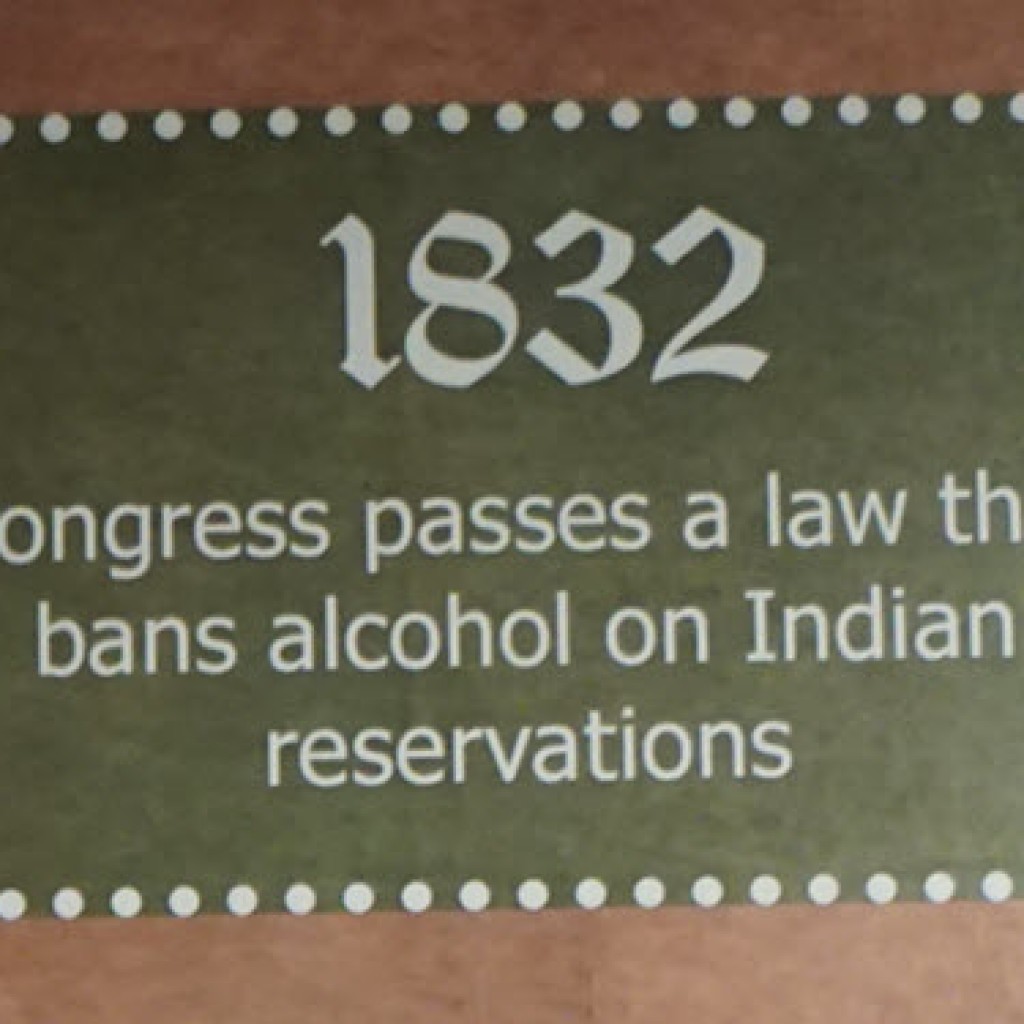 1832
ongress passes a law th
bans alcohol on Indian
reservations